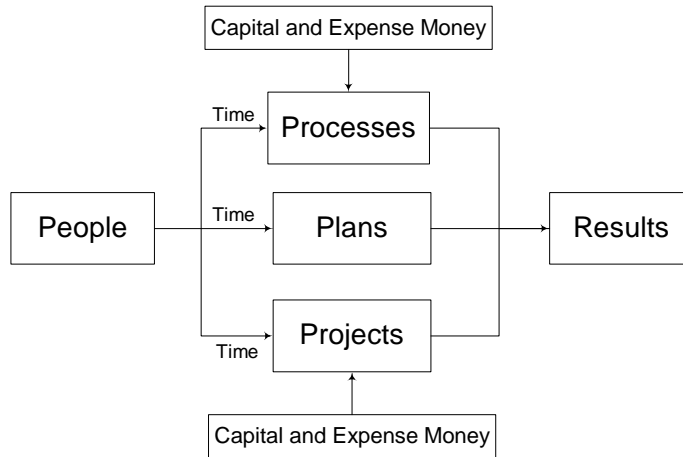 Capital and Expense Money
Time
Processes
People
Time
Plans
Results
Time
Projects
Capital and Expense Money